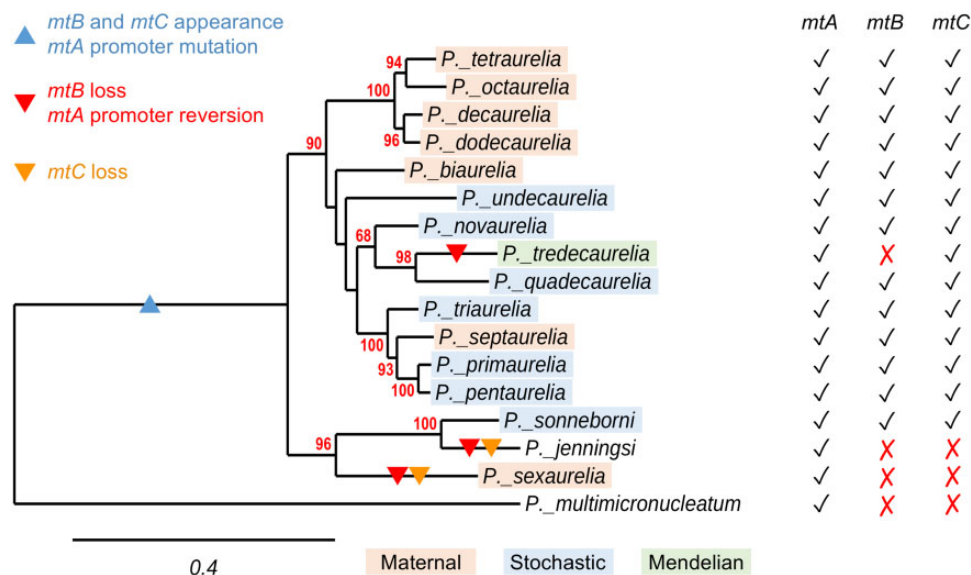 mtB and mtC appearance
mtA promoter mutation
mtB loss
mtA promoter reversion
mtC loss
mtA mtB mtC
P._tetraurelia ✓ ✓ ✓
94
P._octaurelia ✓ ✓ ✓
100
P._decaurelia ✓ ✓ ✓
96
P._dodecaurelia ✓ ✓ ✓
90
P._biaurelia ✓ ✓ ✓
P._undecaurelia ✓ ✓ ✓
P._novaurelia ✓ ✓ ✓
68
P._tredecaurelia ✓ ✗ ✓
98
P._quadecaurelia ✓ ✓ ✓
P._triaurelia ✓ ✓ ✓
100
P._septaurelia ✓ ✓ ✓
93
P._primaurelia ✓ ✓ ✓
100
P._pentaurelia ✓ ✓ ✓
P._sonneborni ✓ ✓ ✓
100
P._jenningsi ✓ ✗ ✗
96
P._sexaurelia ✓ ✗ ✗
P._multimicronucleatum ✓ ✗ ✗
0.4
Maternal Stochastic Mendelian